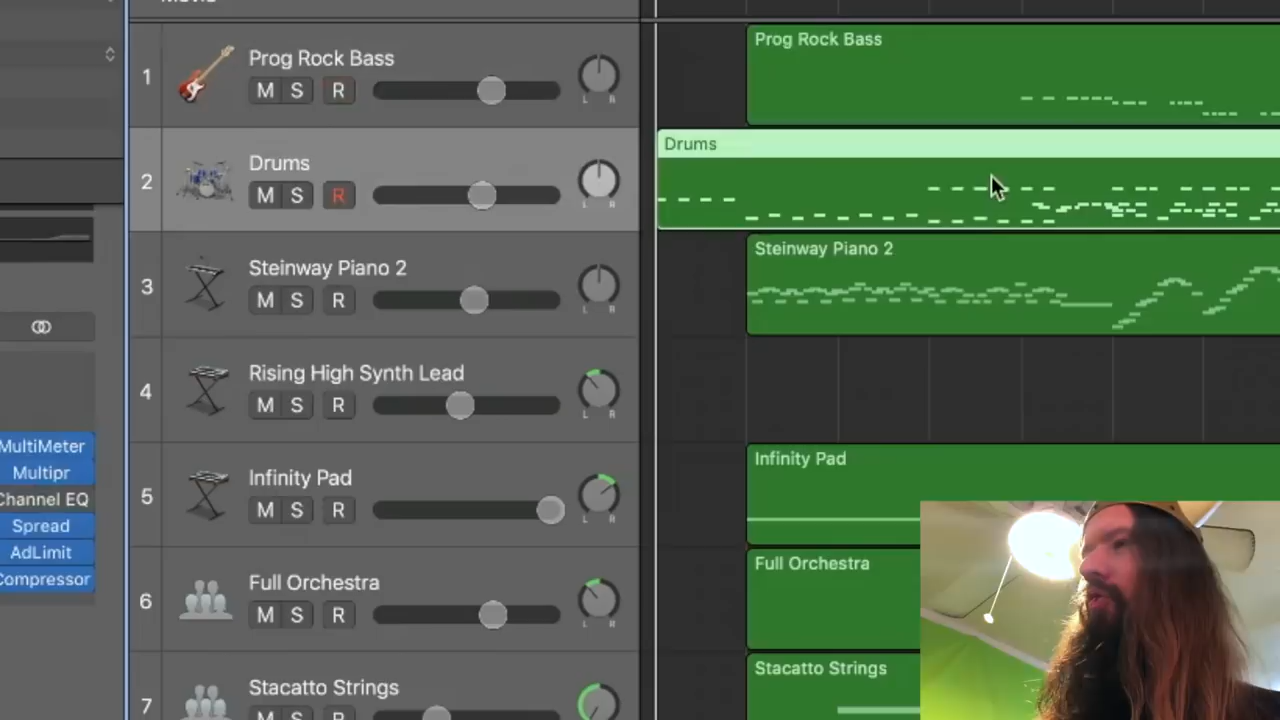 1
Prog Rock Bass
M S R
L R
Prog Rock Bass
2
Drums
M S R
L R
Drums
3
Steinway Piano 2
M S R
L R
Steinway Piano 2
4
Rising High Synth Lead
M S R
L R
MultiMeter
Multipr
Channel EQ
Spread
AdLimit
Compressor
5
Infinity Pad
M S R
L R
Infinity Pad
6
Full Orchestra
M S R
L R
Full Orchestra
7
Stacatto Strings
M S R
Stacatto Strings